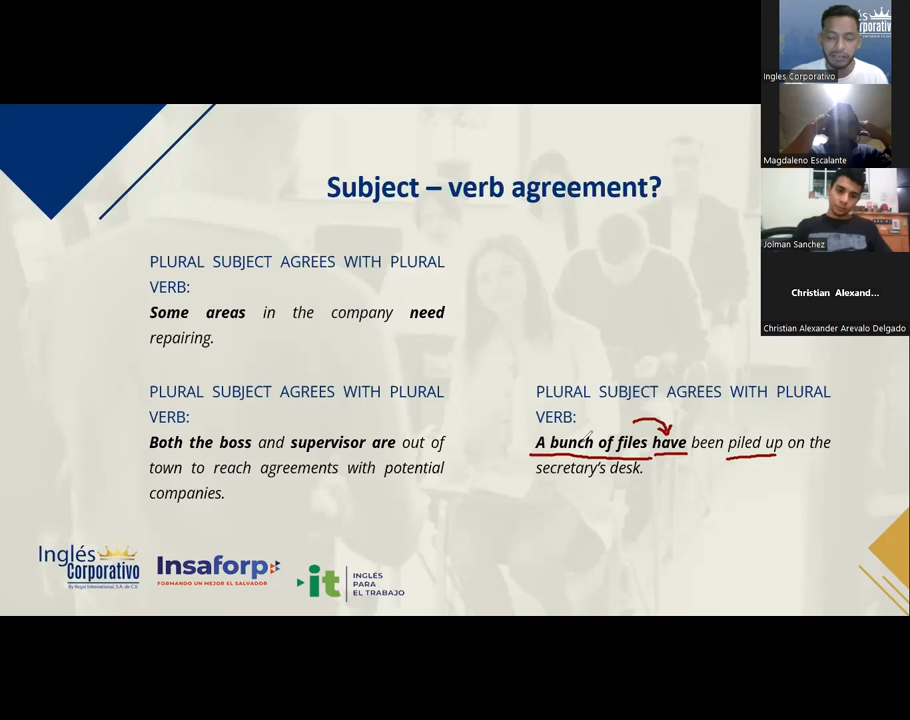 Subject – verb agreement?
PLURAL SUBJECT AGREES WITH PLURAL
VERB:
Some areas in the company need
repairing.
PLURAL SUBJECT AGREES WITH PLURAL
VERB:
Both the boss and supervisor are out of
town to reach agreements with potential
companies.
PLURAL SUBJECT AGREES WITH PLURAL
VERB:
A bunch of files have been piled up on the
secretary's desk.
Inglés
Corporativo
By Regal International, S.A. de C.V.
Insaforp
FORMANDO UN MEJOR EL SALVADOR
it
INGLÉS
PARA
EL TRABAJO
Ingles Corporativo
Magdaleno Escalante
Jolman Sanchez
Christian Alexand...
Christian Alexander Arevalo Delgado